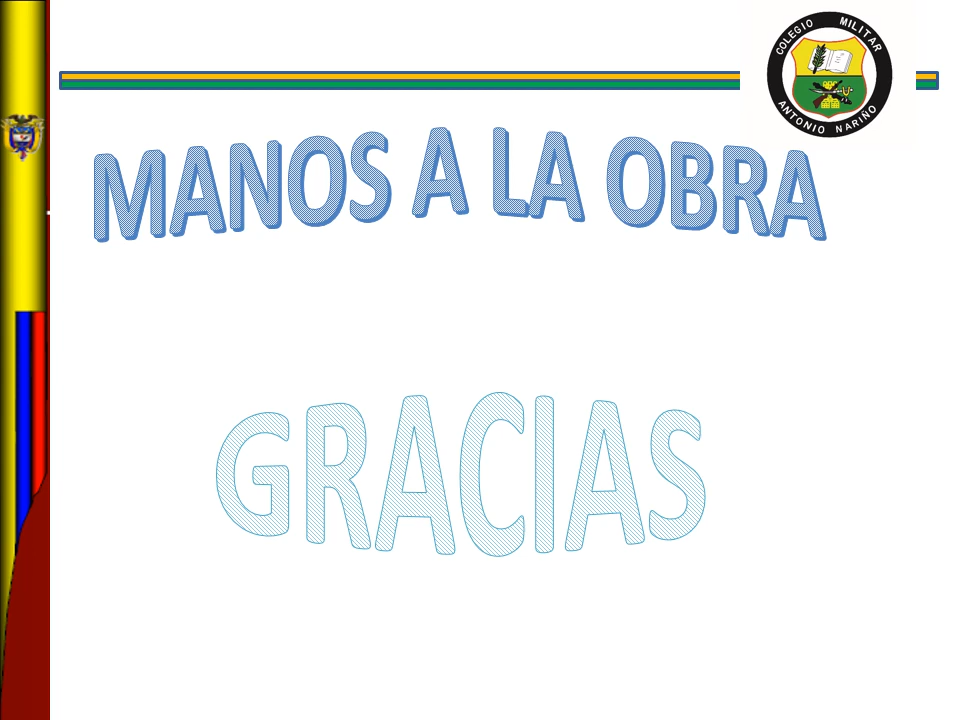 COLEGIO MILITAR
ANTONIO NARIÑO
MANOS A LA OBRA
GRACIAS